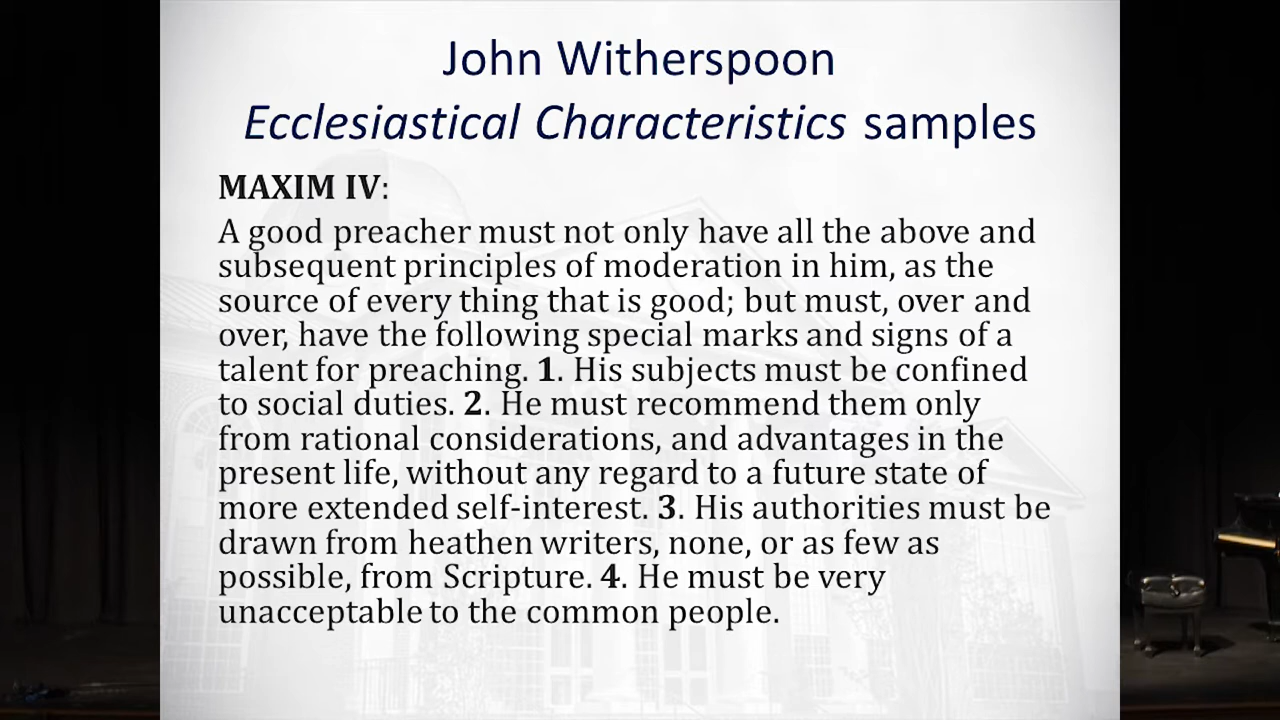 John Witherspoon
Ecclesiastical Characteristics samples
MAXIM IV:
A good preacher must not only have all the above and
subsequent principles of moderation in him, as the
source of every thing that is good; but must, over and
over, have the following special marks and signs of a
talent for preaching. 1. His subjects must be confined
to social duties. 2. He must recommend them only
from rational considerations, and advantages in the
present life, without any regard to a future state of
more extended self-interest. 3. His authorities must be
drawn from heathen writers, none, or as few as
possible, from Scripture. 4. He must be very
unacceptable to the common people.